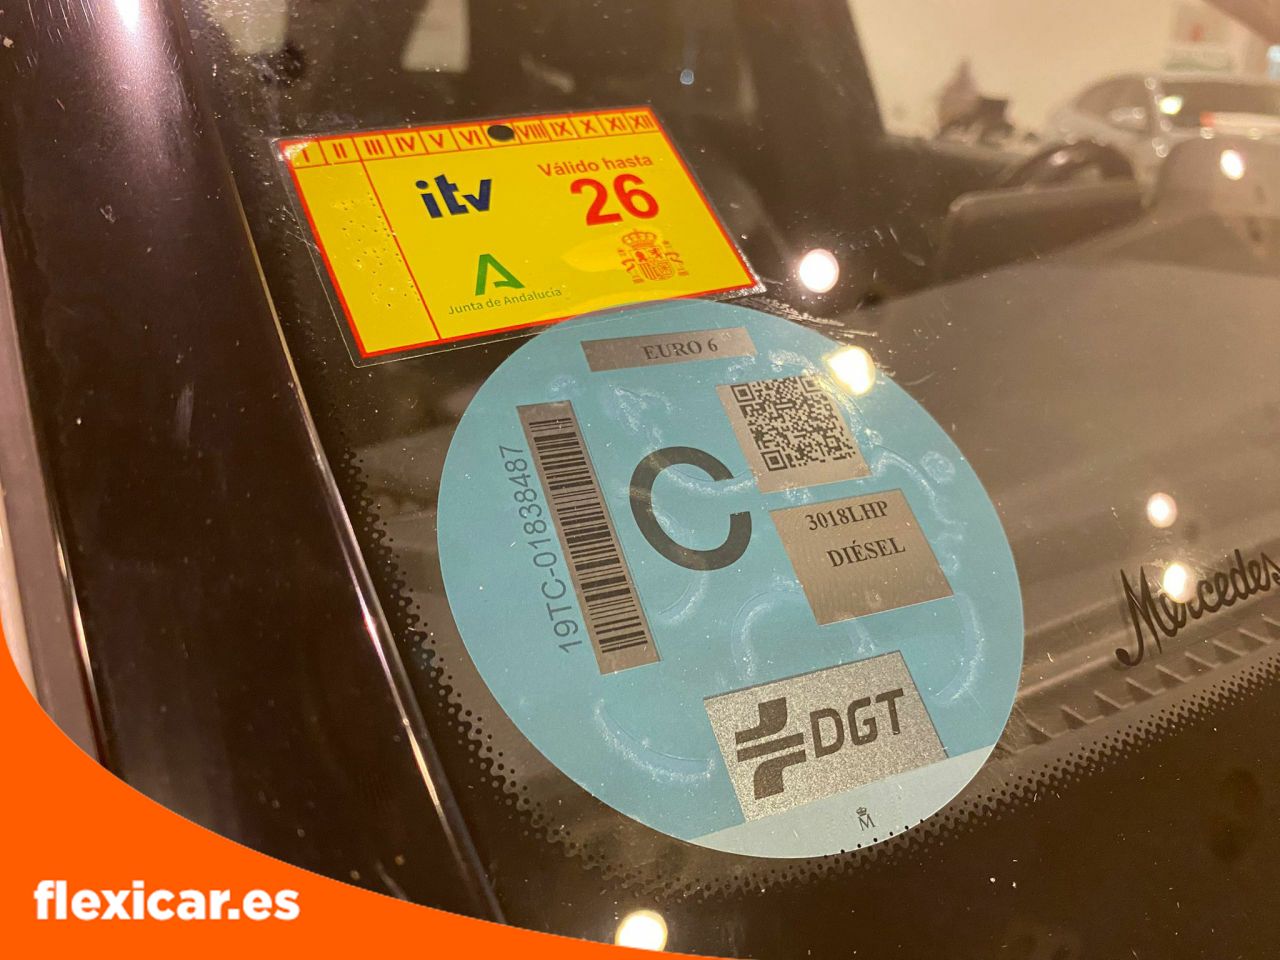 I II III IV V VI VIII IX X XI XII
itv
Válido hasta
26
Junta de Andalucía
EURO 6
19TC-01838487
C
3018LHP
DIÉSEL
DGT
M
Mercedes
flexicar.es